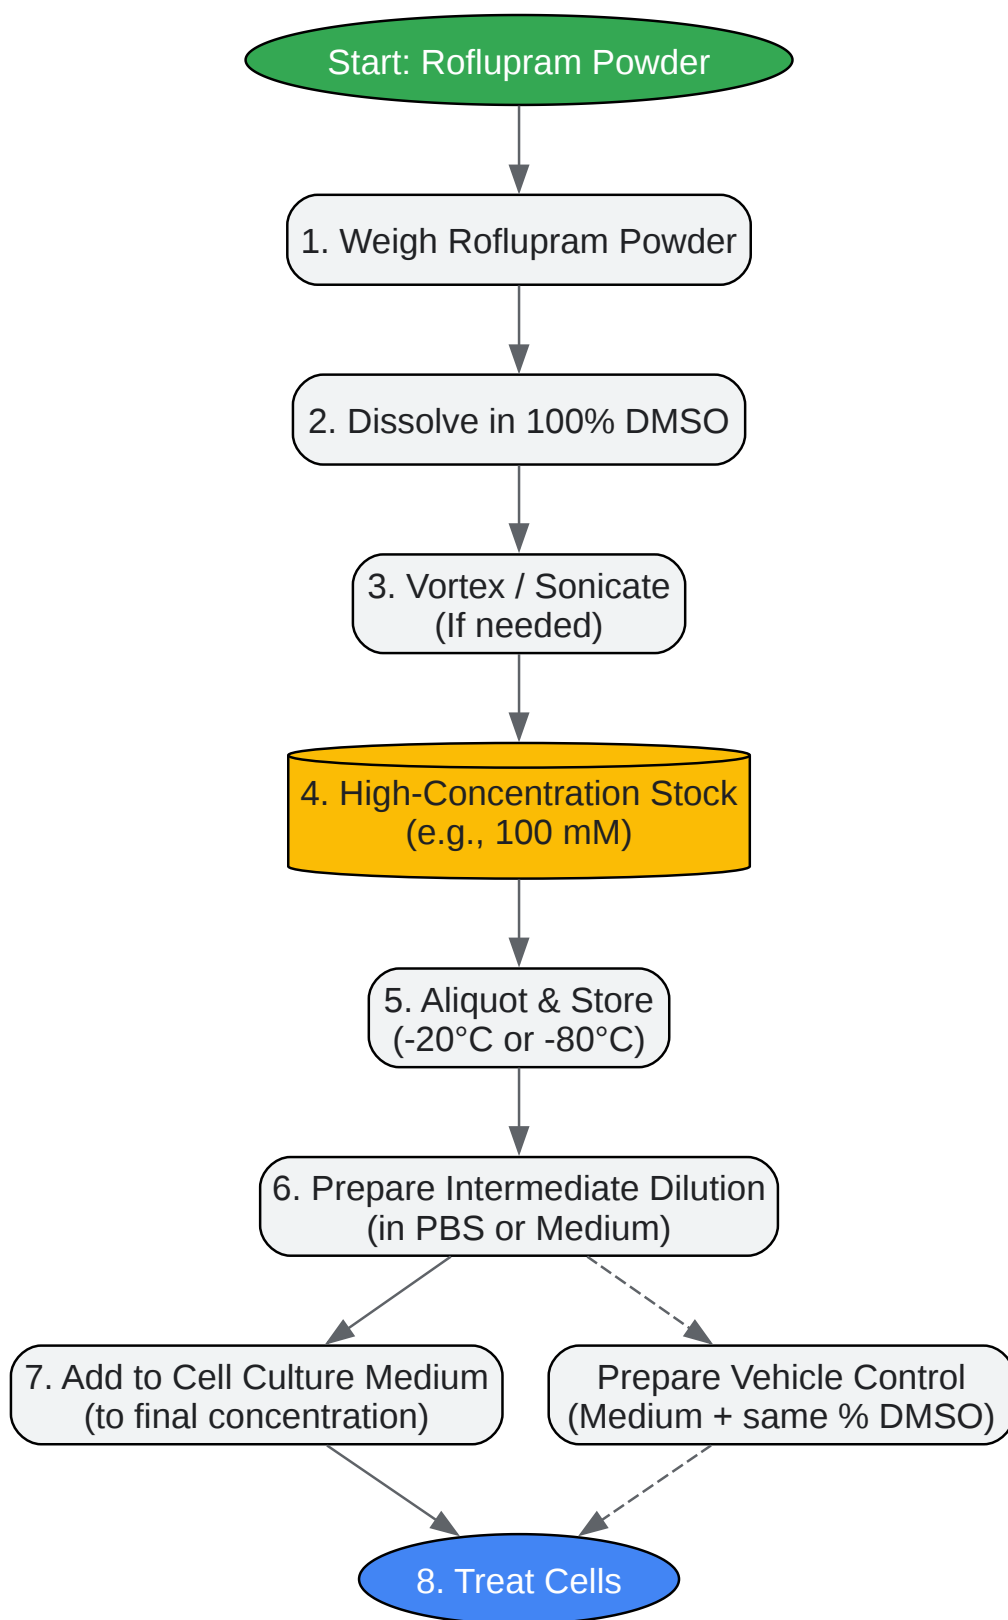 Start: Roflupram Powder
1. Weigh Roflupram Powder
2. Dissolve in 100% DMSO
3. Vortex / Sonicate
(If needed)
4. High-Concentration Stock
(e.g., 100 mM)
5. Aliquot & Store
(-20°C or -80°C)
6. Prepare Intermediate Dilution
(in PBS or Medium)
7. Add to Cell Culture Medium
(to final concentration)
Prepare Vehicle Control
(Medium + same % DMSO)
8. Treat Cells